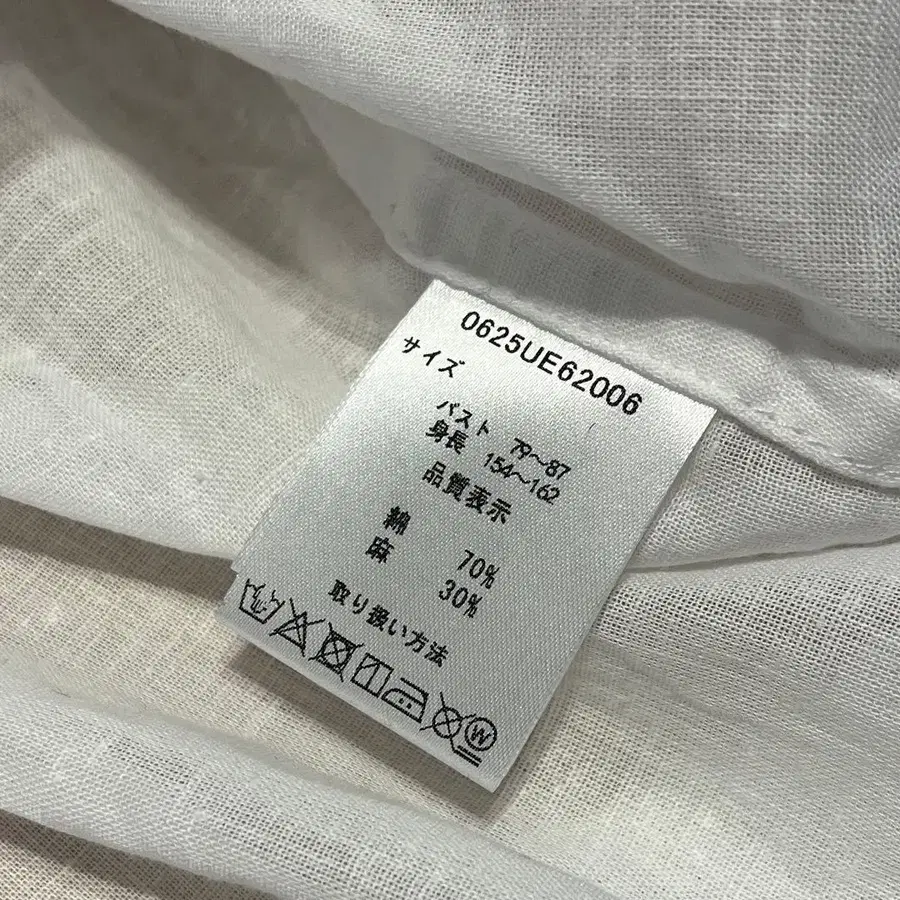 0625UE62006
サイズ
バスト 79～87
身長 154～162
品質表示
綿 70%
麻 30%
取り扱い方法
W